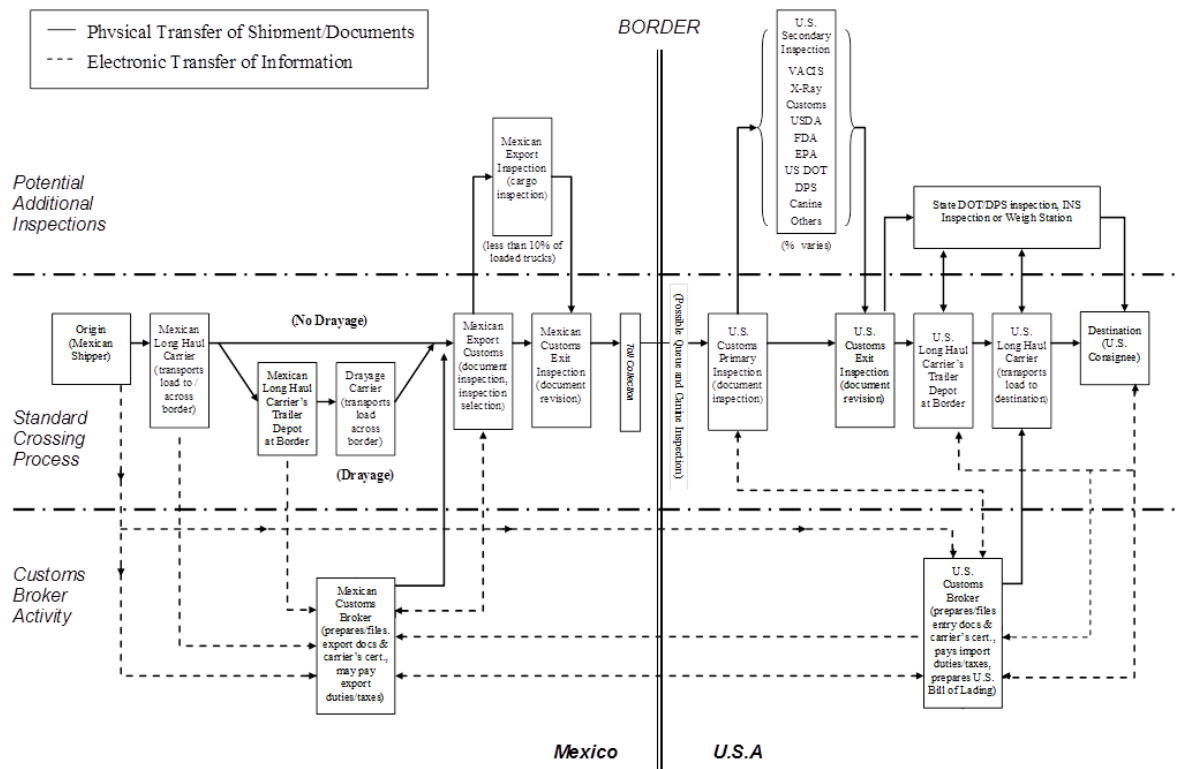 Physical Transfer of Shipment/Documents
Electronic Transfer of Information
BORDER
Potential
Additional
Inspections
Mexican
Export
Inspection
(cargo
inspection)
(less than 10% of
loaded trucks)
U.S.
Secondary
Inspection
VACIS
X-Ray
Customs
USDA
FDA
EPA
US DOT
DPS
Canine
Others
(% varies)
State DOT/DPS inspection, INS
Inspection or Weigh Station
Standard
Crossing
Process
Origin
(Mexican
Shipper)
Mexican
Long Haul
Carrier
(transports
load to /
across
border)
(No Drayage)
Mexican
Long Haul
Carrier's
Trailer
Depot
at Border
Drayage
Carrier
(transports
load
across
border)
(Drayage)
Mexican
Export
Customs
(document
inspection,
inspection
selection)
Mexican
Customs
Exit
Inspection
(document
revision)
Toll Collection
(Possible Queue and Canine Inspection)
U.S.
Customs
Primary
Inspection
(document
inspection)
U.S.
Customs
Exit
Inspection
(document
revision)
U.S.
Long Haul
Carrier's
Trailer
Depot
at Border
U.S.
Long Haul
Carrier
(transports
load to
destination)
Destination
(U.S.
Consignee)
Customs
Broker
Activity
Mexican
Customs
Broker
(prepares/files.
export docs &
carrier's cert.,
may pay
export
duties/taxes)
U.S.
Customs
Broker
(prepares/files
entry docs &
carrier's cert.,
pays import
duties/taxes,
prepares U.S.
Bill of Lading)
Mexico
U.S.A